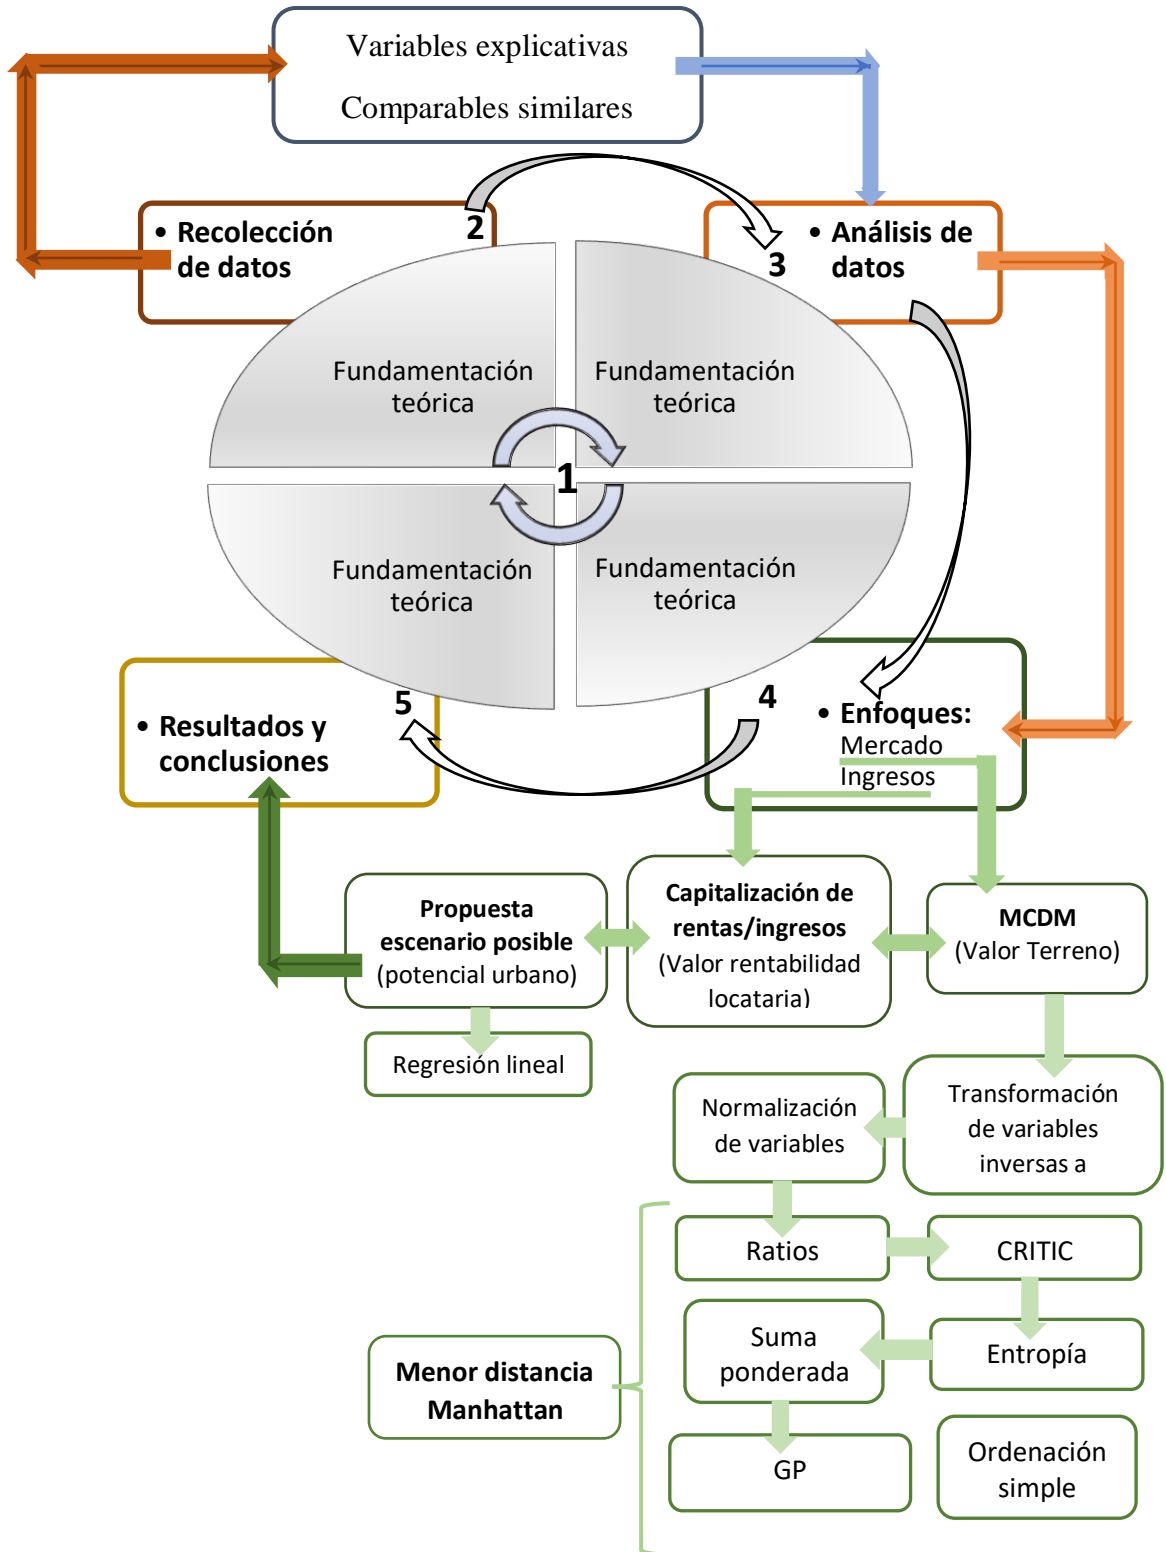 Variables explicativas
Comparables similares
• Recolección
de datos
2
3
• Análisis de
datos
Fundamentación
teórica
Fundamentación
teórica
1
Fundamentación
teórica
Fundamentación
teórica
5
• Resultados y
conclusiones
4
• Enfoques:
Mercado
Ingresos
Propuesta
escenario posible
(potencial urbano)
Capitalización de
rentas/ingresos
(Valor rentabilidad
locataria)
MCDM
(Valor Terreno)
Regresión lineal
Normalización
de variables
Transformación
de variables
inversas a
Ratios
CRITIC
Suma
ponderada
Entropía
Menor distancia
Manhattan
GP
Ordenación
simple